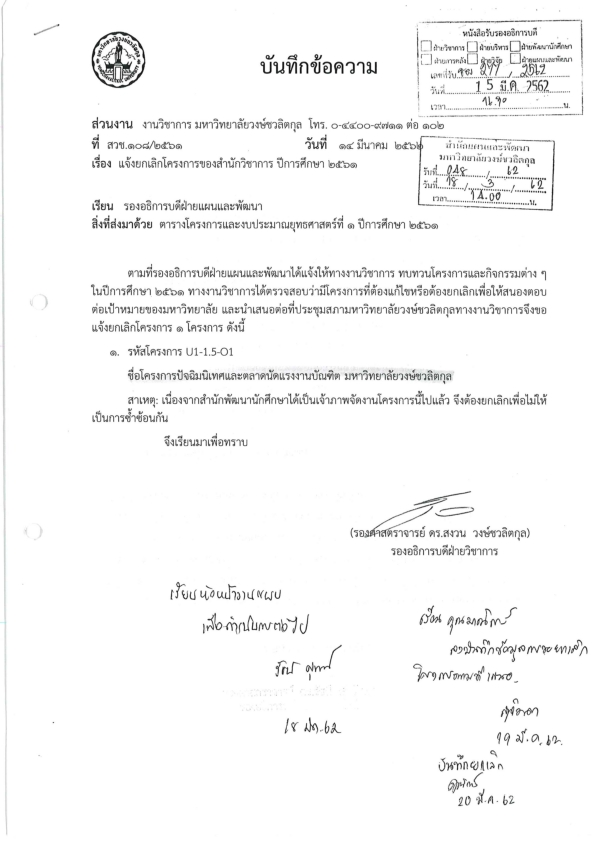 หนังสือรับรองอธิการบดี
ฝ่ายวิชาการ ฝ่ายบริหาร ฝ่ายพัฒนานักศึกษา
ฝ่ายการคลัง ฝ่ายวิจัย ฝ่ายแผนและพัฒนา
เลขที่รับ 277 / 2562
วันที่ 15 มี.ค. 2562
เวลา 16.40 น.
บันทึกข้อความ
ส่วนงาน งานวิชาการ มหาวิทยาลัยวงษ์ชวลิตกุล โทร. ๐-๔๔๐๐-๙๗๑๑ ต่อ ๑๐๒
ที่ สวช.๑๐๘/๒๕๖๑ วันที่ ๑๔ มีนาคม ๒๕๖๒
เรื่อง แจ้งยกเลิกโครงการของสำนักวิชาการ ปีการศึกษา ๒๕๖๑
สำนักแผนและพัฒนา
มหาวิทยาลัยวงษ์ชวลิตกุล
รับที่ 048 / 62
วันที่ 18 / 3 / 62
เวลา 14.00 น.
เรียน รองอธิการบดีฝ่ายแผนและพัฒนา
สิ่งที่ส่งมาด้วย ตารางโครงการและงบประมาณยุทธศาสตร์ที่ ๑ ปีการศึกษา ๒๕๖๑
ตามที่รองอธิการบดีฝ่ายแผนและพัฒนาได้แจ้งให้ทางงานวิชาการ ทบทวนโครงการและกิจกรรมต่าง ๆ
ในปีการศึกษา ๒๕๖๑ ทางงานวิชาการได้ตรวจสอบว่ามีโครงการที่ต้องแก้ไขหรือต้องยกเลิกเพื่อให้สนองตอบ
ต่อเป้าหมายของมหาวิทยาลัย และนำเสนอต่อที่ประชุมสภามหาวิทยาลัยวงษ์ชวลิตกุลทางงานวิชาการจึงขอ
แจ้งยกเลิกโครงการ ๑ โครงการ ดังนี้
๑. รหัสโครงการ U1-1.5-O1
ชื่อโครงการปัจฉิมนิเทศและตลาดนัดแรงงานบัณฑิต มหาวิทยาลัยวงษ์ชวลิตกุล
สาเหตุ: เนื่องจากสำนักพัฒนานักศึกษาได้เป็นเจ้าภาพจัดงานโครงการนี้ไปแล้ว จึงต้องยกเลิกเพื่อไม่ให้
เป็นการซ้ำซ้อนกัน
จึงเรียนมาเพื่อทราบ
(รองศาสตราจารย์ ดร.สงวน วงษ์ชวลิตกุล)
รองอธิการบดีฝ่ายวิชาการ
เรียน หัวหน้างานแผน
เพื่อดำเนินการต่อไป
18 มีค. 62
เรียน คุณ
19 มี.ค. 62.
บันทึกยกเลิก
20 มี.ค. 62